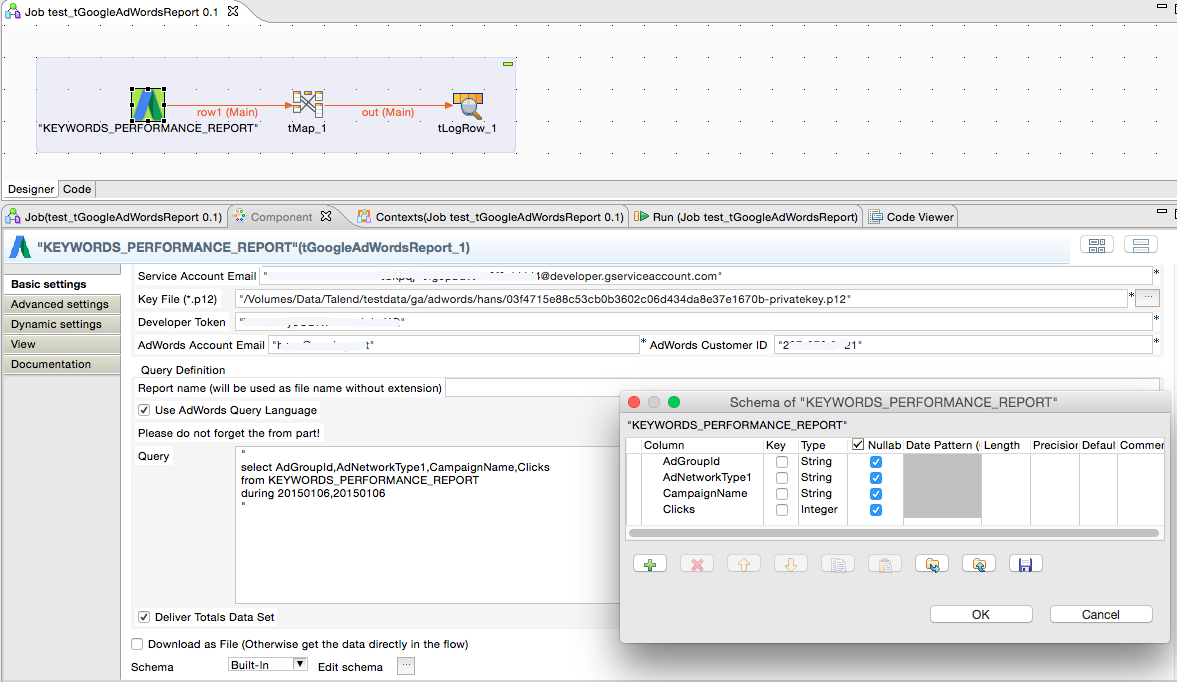 Job test_tGoogleAdWordsReport 0.1
row1 (Main)
out (Main)
"KEYWORDS_PERFORMANCE_REPORT"
tMap_1
tLogRow_1
Designer
Code
Job(test_tGoogleAdWordsReport 0.1)
Component
Contexts(Job test_tGoogleAdWordsReport 0.1)
Run (Job test_tGoogleAdWordsReport)
Code Viewer
"KEYWORDS_PERFORMANCE_REPORT"(tGoogleAdWordsReport_1)
Basic settings
Advanced settings
Dynamic settings
View
Documentation
Service Account Email " @developer.gserviceaccount.com" *
Key File (*.p12) "/Volumes/Data/Talend/testdata/ga/adwords/hans/03f4715e88c53cb0b3602c06d434da8e37e1670b-privatekey.p12" * ...
Developer Token *
AdWords Account Email * AdWords Customer ID *
Query Definition
Report name (will be used as file name without extension)
Use AdWords Query Language
Please do not forget the from part!
Query
"
select AdGroupId,AdNetworkType1,CampaignName,Clicks
from KEYWORDS_PERFORMANCE_REPORT
during 20150106,20150106
"
Deliver Totals Data Set
Download as File (Otherwise get the data directly in the flow)
Schema Built-In Edit schema ...
Schema of "KEYWORDS_PERFORMANCE_REPORT"
"KEYWORDS_PERFORMANCE_REPORT"
Column Key Type Nullab Date Pattern ( Length Precision Defaul Commer
AdGroupId String
AdNetworkType1 String
CampaignName String
Clicks Integer
OK
Cancel